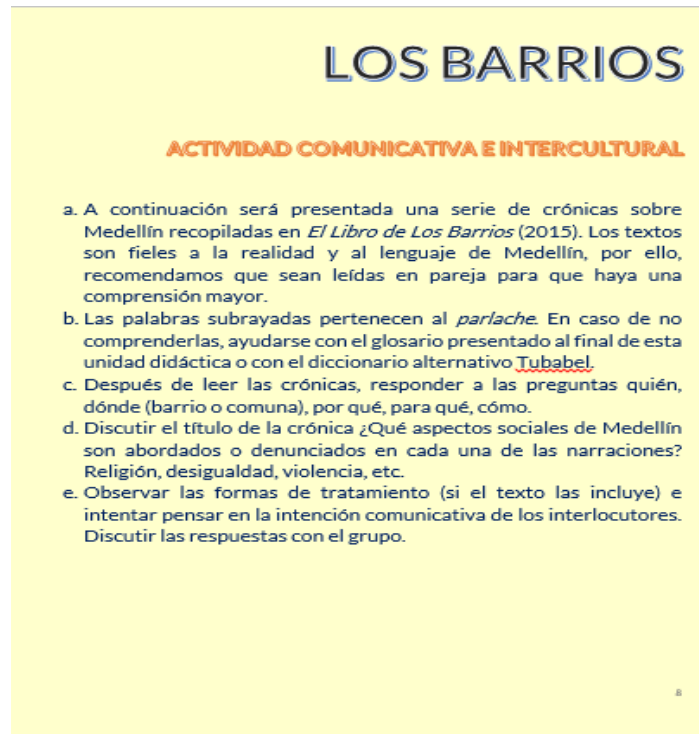 LOS BARRIOS
ACTIVIDAD COMUNICATIVA E INTERCULTURAL
a. A continuación será presentada una serie de crónicas sobre
Medellín recopiladas en El Libro de Los Barrios (2015). Los textos
son fieles a la realidad y al lenguaje de Medellín, por ello,
recomendamos que sean leídas en pareja para que haya una
comprensión mayor.
b. Las palabras subrayadas pertenecen al parlache. En caso de no
comprenderlas, ayudarse con el glosario presentado al final de esta
unidad didáctica o con el diccionario alternativo Tubabel.
c. Después de leer las crónicas, responder a las preguntas quién,
dónde (barrio o comuna), por qué, para qué, cómo.
d. Discutir el título de la crónica ¿Qué aspectos sociales de Medellín
son abordados o denunciados en cada una de las narraciones?
Religión, desigualdad, violencia, etc.
e. Observar las formas de tratamiento (si el texto las incluye) e
intentar pensar en la intención comunicativa de los interlocutores.
Discutir las respuestas con el grupo.
8